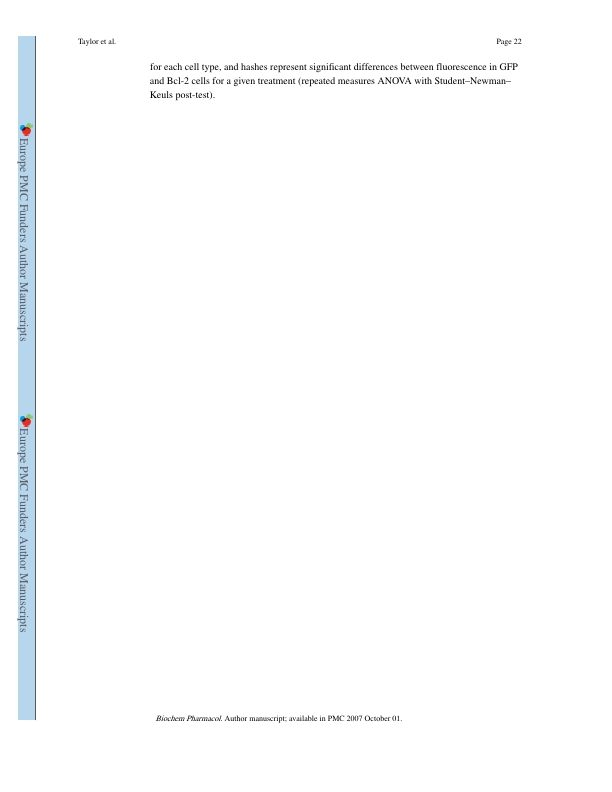 Taylor et al.
Page 22
for each cell type, and hashes represent significant differences between fluorescence in GFP
and Bcl-2 cells for a given treatment (repeated measures ANOVA with Student–Newman–
Keuls post-test).
Europe PMC Funders Author Manuscripts
Europe PMC Funders Author Manuscripts
Biochem Pharmacol. Author manuscript; available in PMC 2007 October 01.